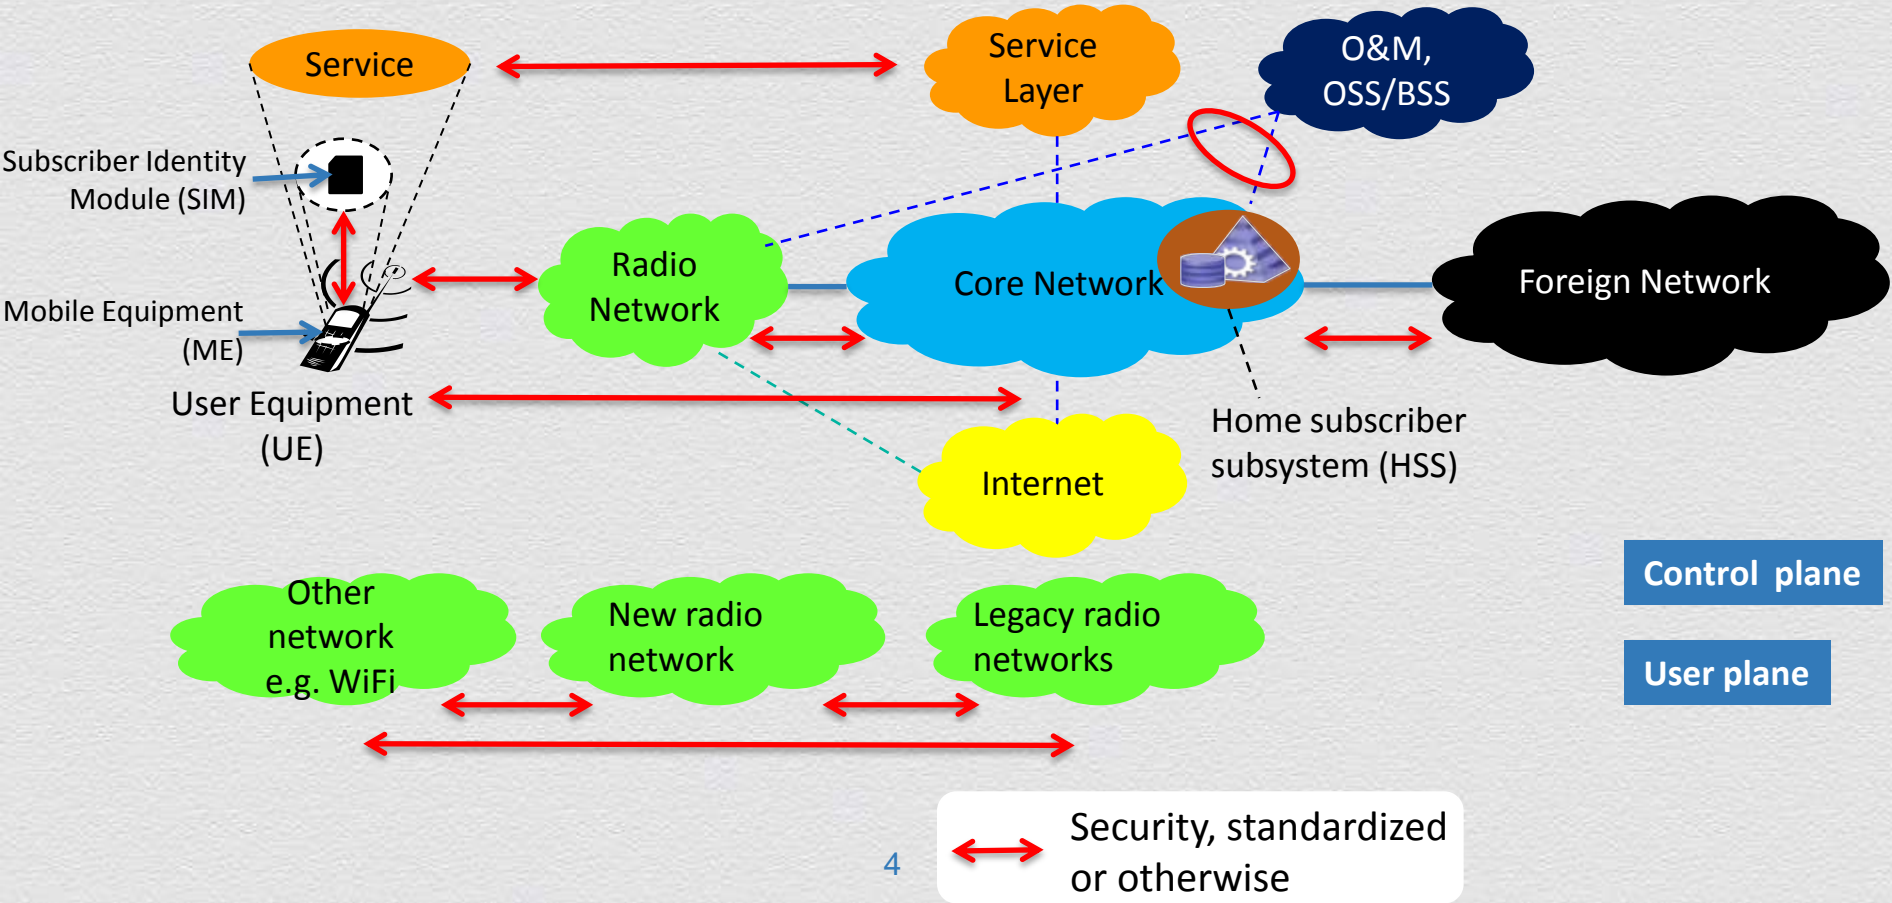 Service
Service
Layer
O&M,
OSS/BSS
Subscriber Identity
Module (SIM)
Radio
Network
Core Network
Foreign Network
Mobile Equipment
(ME)
User Equipment
(UE)
Home subscriber
subsystem (HSS)
Internet
Control plane
Other
network
e.g. WiFi
New radio
network
Legacy radio
networks
User plane
Security, standardized
or otherwise
4